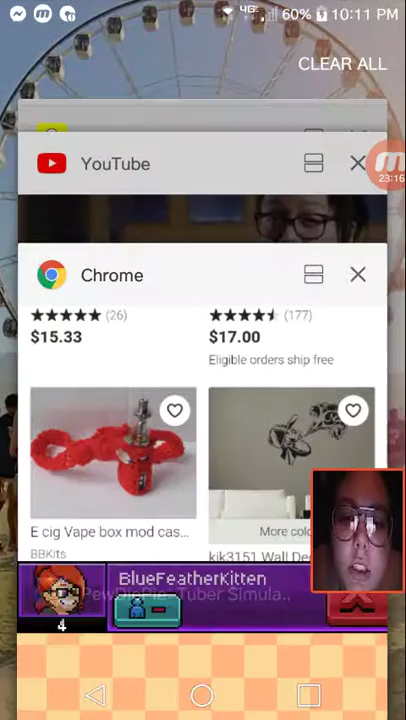 4G 60% 10:11 PM
CLEAR ALL
YouTube
23:16
Chrome
(26)
(177)
$15.33
$17.00
Eligible orders ship free
E cig Vape box mod cas...
More colo
BBKits
kik3151 Wall De
BlueFeatherKitten
PewDiePie- Tuber Simula..
4